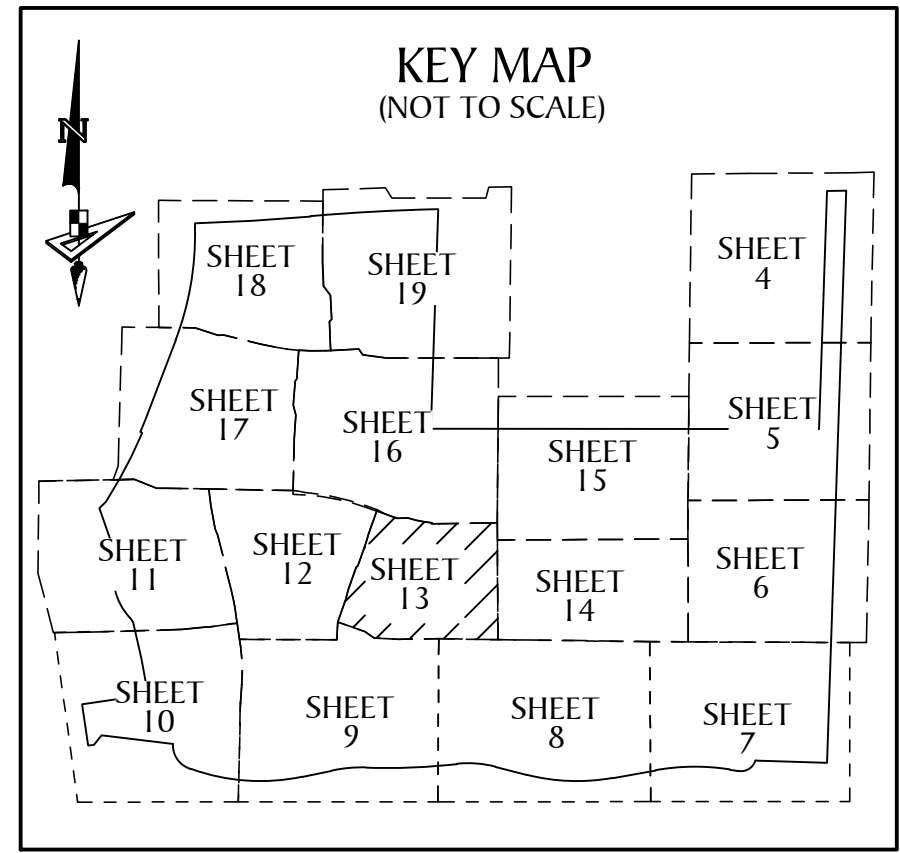 KEY MAP
(NOT TO SCALE)
N
SHEET
4
SHEET
18
SHEET
19
SHEET
17
SHEET
16
SHEET
5
SHEET
15
SHEET
11
SHEET
12
SHEET
13
SHEET
14
SHEET
6
SHEET
10
SHEET
9
SHEET
8
SHEET
7